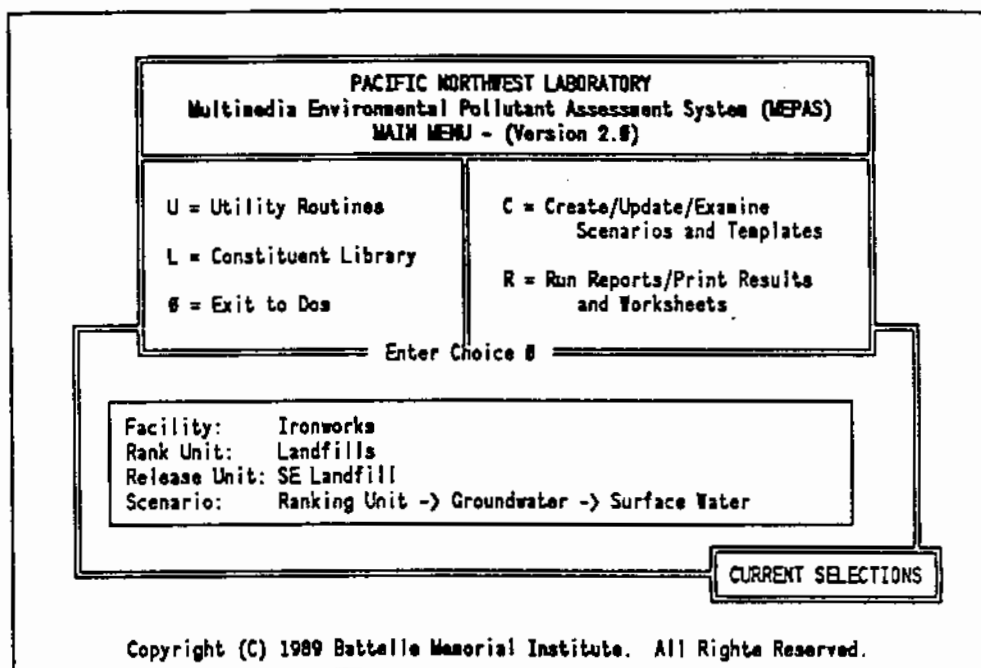 PACIFIC NORTHWEST LABORATORY
Multimedia Environmental Pollutant Assessment System (MEPAS)
MAIN MENU - (Version 2.0)
U = Utility Routines
L = Constituent Library
0 = Exit to Dos
C = Create/Update/Examine
Scenarios and Templates
R = Run Reports/Print Results
and Worksheets
Enter Choice 0
Facility: Ironworks
Rank Unit: Landfills
Release Unit: SE Landfill
Scenario: Ranking Unit -> Groundwater -> Surface Water
CURRENT SELECTIONS
Copyright (C) 1989 Battelle Memorial Institute. All Rights Reserved.